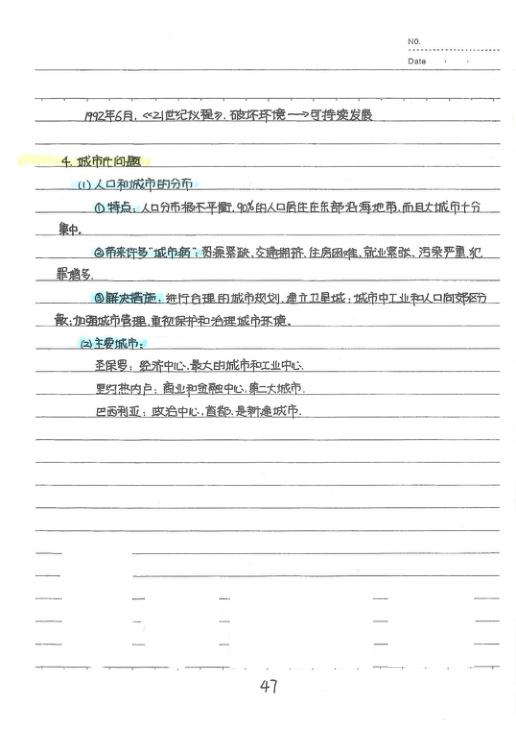 NO.
Date
1992年6月.《21世纪议程》.破坏环境→可持续发展
4. 城市化问题
(1)人口和城市的分布
①特点:人口分布极不平衡.90%的人口居住在东部沿海地带,而且大城市十分
集中.
②带来许多“城市病”:资源紧缺.交通拥挤.住房困难.就业紧张.污染严重.犯
罪增多.
③解决措施:进行合理的城市规划.建立卫星城;城市中工业和人口向郊区分
散;加强城市管理.重视保护和治理城市环境.
(2)主要城市:
圣保罗:经济中心.最大的城市和工业中心.
里约热内卢:商业和金融中心.第二大城市.
巴西利亚:政治中心.首都.是新建城市.
47